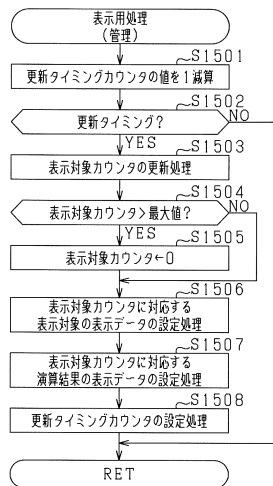 表示用処理
(管理)
S1501
更新タイミングカウンタの値を1減算
S1502
更新タイミング?
NO
YES
S1503
表示対象カウンタの更新処理
S1504
表示対象カウンタ>最大値?
NO
YES
S1505
表示対象カウンタ←0
S1506
表示対象カウンタに対応する
表示対象の表示データの設定処理
S1507
表示対象カウンタに対応する
演算結果の表示データの設定処理
S1508
更新タイミングカウンタの設定処理
RET